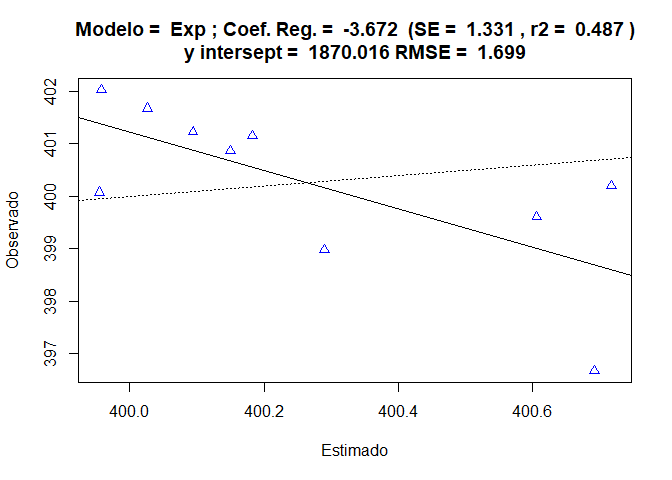 Modelo = Exp ; Coef. Reg. = -3.672 (SE = 1.331 , r2 = 0.487 )
y intersept = 1870.016 RMSE = 1.699
402
401
400
399
398
397
Observado
400.0 400.2 400.4 400.6
Estimado